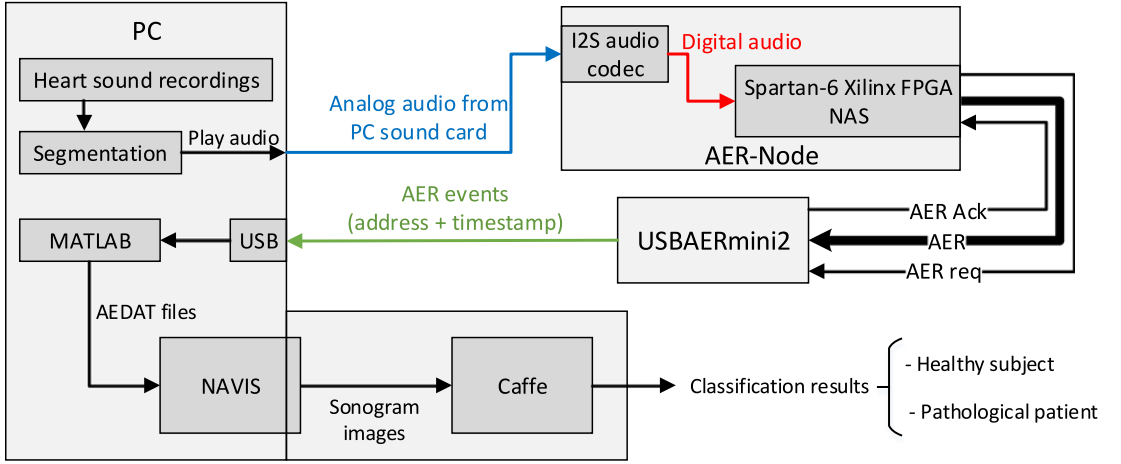 PC
Heart sound recordings
Segmentation
Play audio
Analog audio from
PC sound card
I2S audio
codec
Digital audio
Spartan-6 Xilinx FPGA
NAS
AER-Node
AER events
(address + timestamp)
MATLAB
USB
USBAERmini2
AER Ack
AER
AER req
AEDAT files
NAVIS
Sonogram
images
Caffe
Classification results
- Healthy subject
- Pathological patient